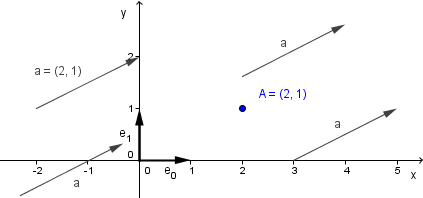 y
a
2
a = (2, 1)
A = (2, 1)
1
a
e1
0
-2 -1 0 1 2 3 4 5 x
e0
a